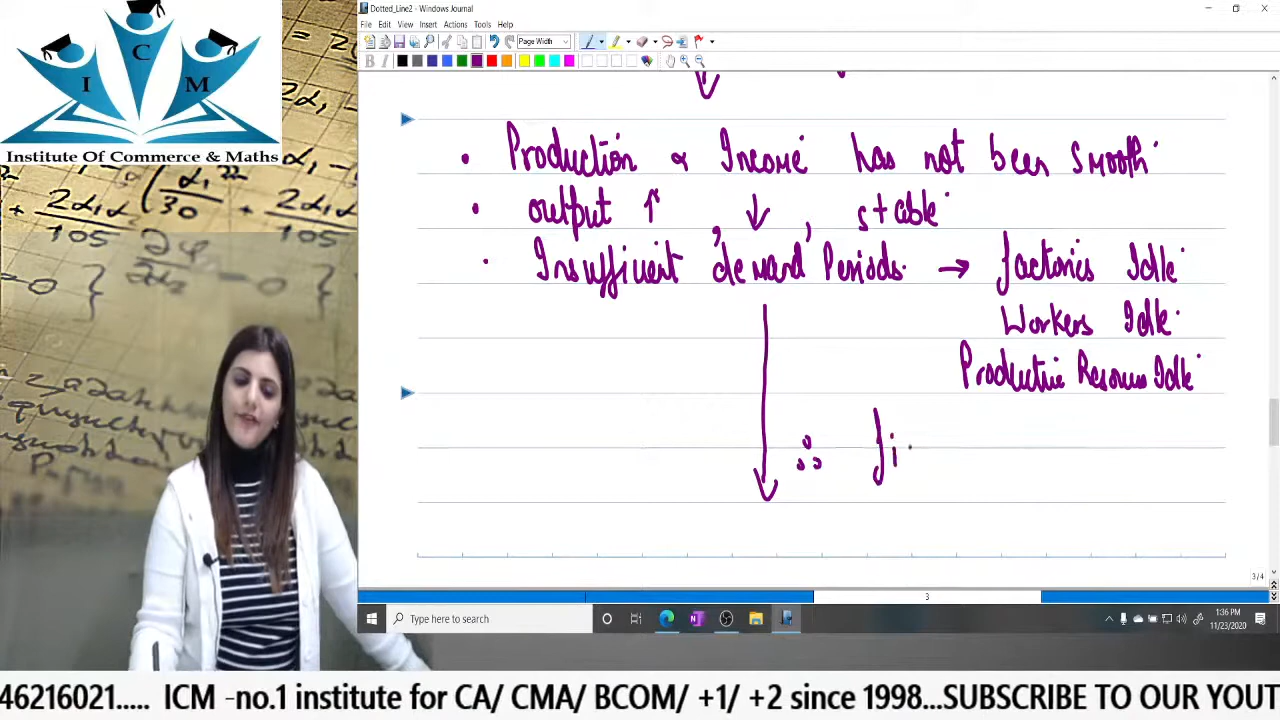 Dotted_Line2 - Windows Journal
File Edit View Insert Actions Tools Help
Page Width
B I
I C M
Institute Of Commerce & Maths
• Production & Income has not been smooth
• output ↑ ↓ stable
• Insufficient 'demand' Periods → factories Idle
Workers Idle
Productive Resource Idle
∴ fi
3/4
3
Type here to search
1:36 PM
11/23/2020
46216021..... ICM -no.1 institute for CA/ CMA/ BCOM/ +1/ +2 since 1998...SUBSCRIBE TO OUR YOUT